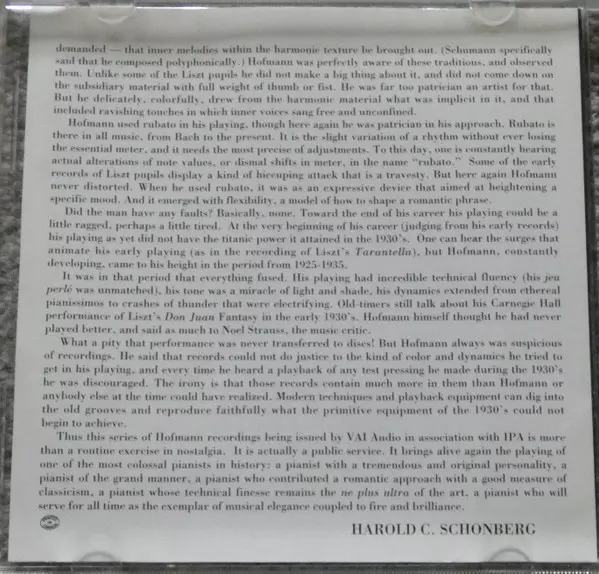 demanded — that inner melodies within the harmonic texture be brought out. (Schumann specifically
said that he composed polyphonically.) Hofmann was perfectly aware of these traditions, and observed
them. Unlike some of the Liszt pupils he did not make a big thing about it, and did not come down on
the subsidiary material with full weight of thumb or fist. He was far too patrician an artist for that.
But he delicately, colorfully, drew from the harmonic material what was implicit in it, and that
included ravishing touches in which inner voices sang free and unconfined.
Hofmann used rubato in his playing, though here again he was patrician in his approach. Rubato is
there in all music, from Bach to the present. It is the slight variation of a rhythm without ever losing
the essential meter, and it needs the most precise of adjustments. To this day, one is constantly hearing
actual alterations of note values, or dismal shifts in meter, in the name "rubato." Some of the early
records of Liszt pupils display a kind of hiccuping attack that is a travesty. But here again Hofmann
never distorted. When he used rubato, it was as an expressive device that aimed at heightening a
specific mood. And it emerged with flexibility, a model of how to shape a romantic phrase.
Did the man have any faults? Basically, none. Toward the end of his career his playing could be a
little ragged, perhaps a little tired. At the very beginning of his career (judging from his early records)
his playing as yet did not have the titanic power it attained in the 1930's. One can hear the surges that
animate his early playing (as in the recording of Liszt's Tarantella), but Hofmann, constantly
developing, came to his height in the period from 1925-1935.
It was in that period that everything fused. His playing had incredible technical fluency (his jeu
perlé was unmatched), his tone was a miracle of light and shade, his dynamics extended from ethereal
pianissimos to crashes of thunder that were electrifying. Old-timers still talk about his Carnegie Hall
performance of Liszt's Don Juan Fantasy in the early 1930's. Hofmann himself thought he had never
played better, and said as much to Noel Strauss, the music critic.
What a pity that performance was never transferred to discs! But Hofmann always was suspicious
of recordings. He said that records could not do justice to the kind of color and dynamics he tried to
get in his playing, and every time he heard a playback of any test pressing he made during the 1930's
he was discouraged. The irony is that those records contain much more in them than Hofmann or
anybody else at the time could have realized. Modern techniques and playback equipment can dig into
the old grooves and reproduce faithfully what the primitive equipment of the 1930's could not
begin to achieve.
Thus this series of Hofmann recordings being issued by VAI Audio in association with IPA is more
than a routine exercise in nostalgia. It is actually a public service. It brings alive again the playing of
one of the most colossal pianists in history: a pianist with a tremendous and original personality, a
pianist of the grand manner, a pianist who contributed a romantic approach with a good measure of
classicism, a pianist whose technical finesse remains the ne plus ultra of the art, a pianist who will
serve for all time as the exemplar of musical elegance coupled to fire and brilliance.
HAROLD C. SCHONBERG